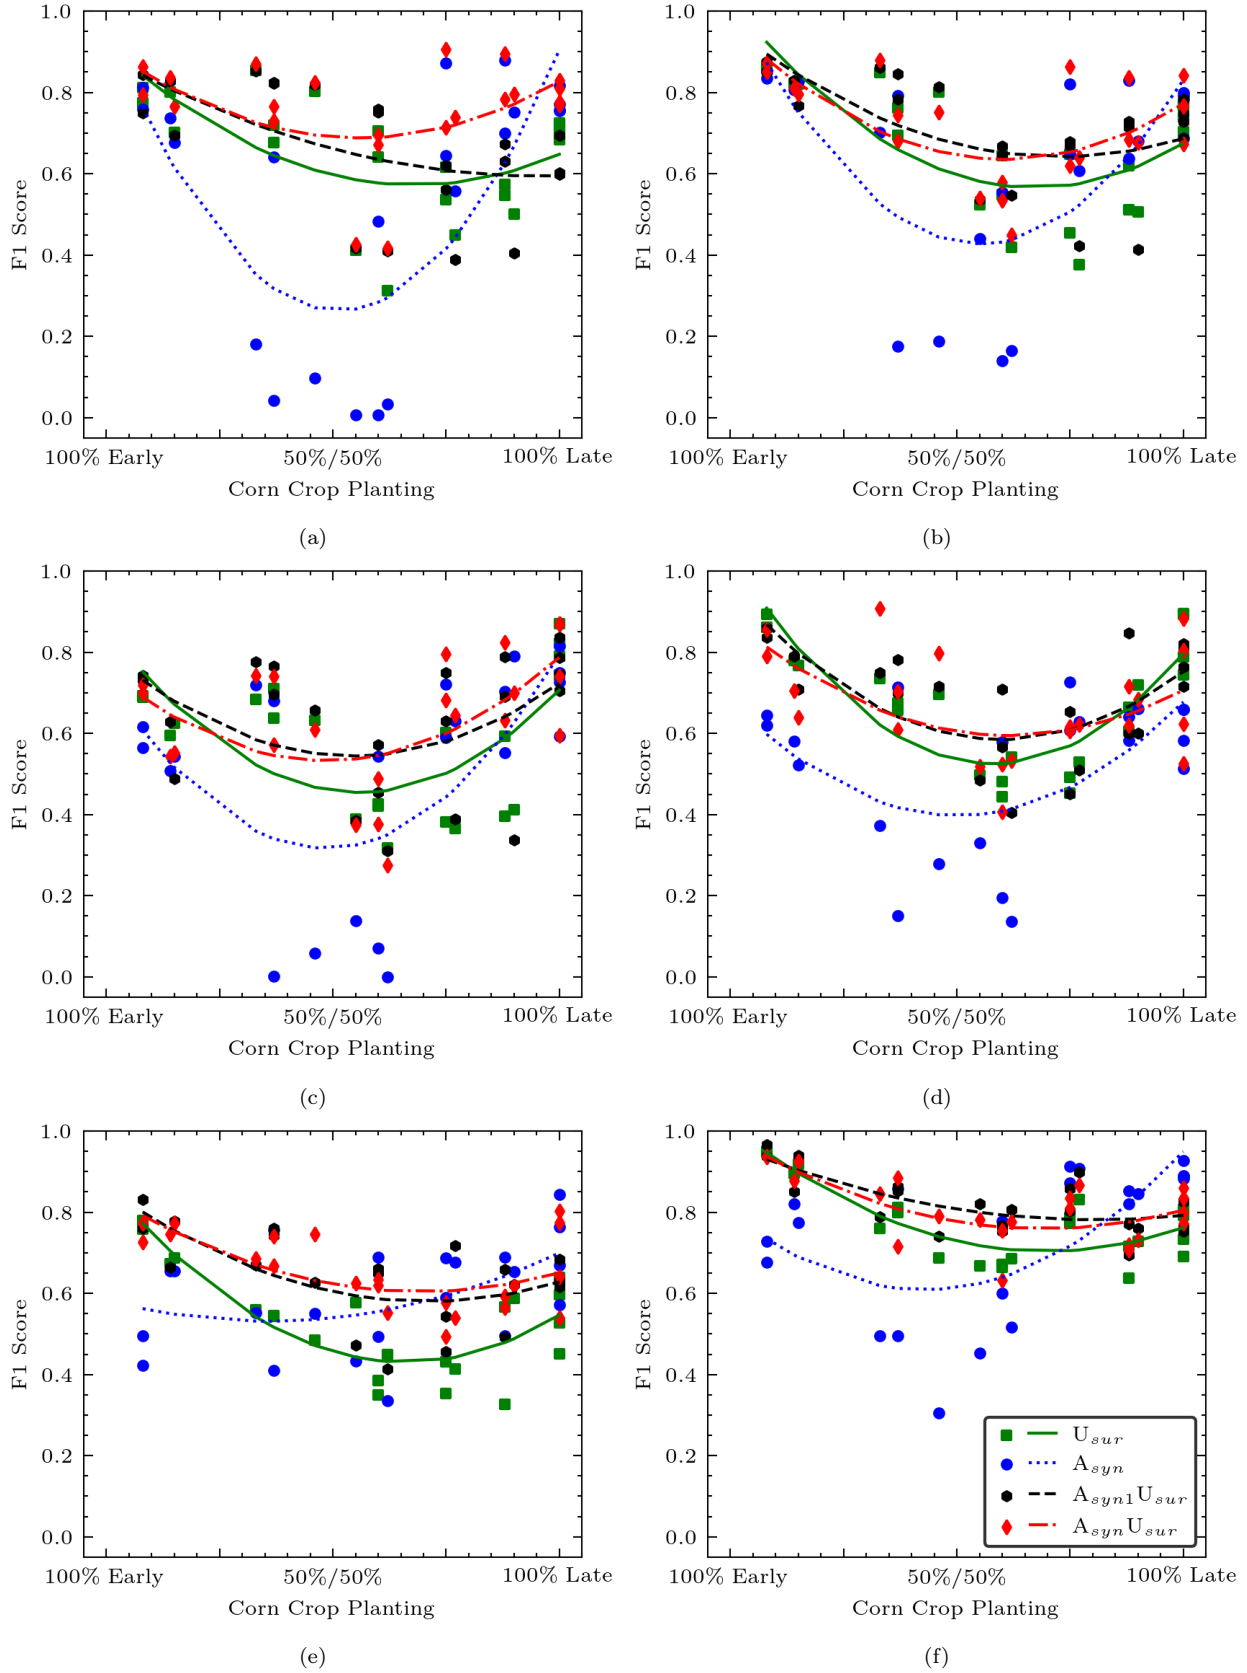 1.0
0.8
0.6
0.4
0.2
0.0
F1 Score
100% Early
50%/50%
100% Late
Corn Crop Planting
(a)
1.0
0.8
0.6
0.4
0.2
0.0
F1 Score
100% Early
50%/50%
100% Late
Corn Crop Planting
(b)
1.0
0.8
0.6
0.4
0.2
0.0
F1 Score
100% Early
50%/50%
100% Late
Corn Crop Planting
(c)
1.0
0.8
0.6
0.4
0.2
0.0
F1 Score
100% Early
50%/50%
100% Late
Corn Crop Planting
(d)
1.0
0.8
0.6
0.4
0.2
0.0
F1 Score
100% Early
50%/50%
100% Late
Corn Crop Planting
(e)
1.0
0.8
0.6
0.4
0.2
0.0
F1 Score
U_sur
A_syn
A_syn1U_sur
A_synU_sur
100% Early
50%/50%
100% Late
Corn Crop Planting
(f)